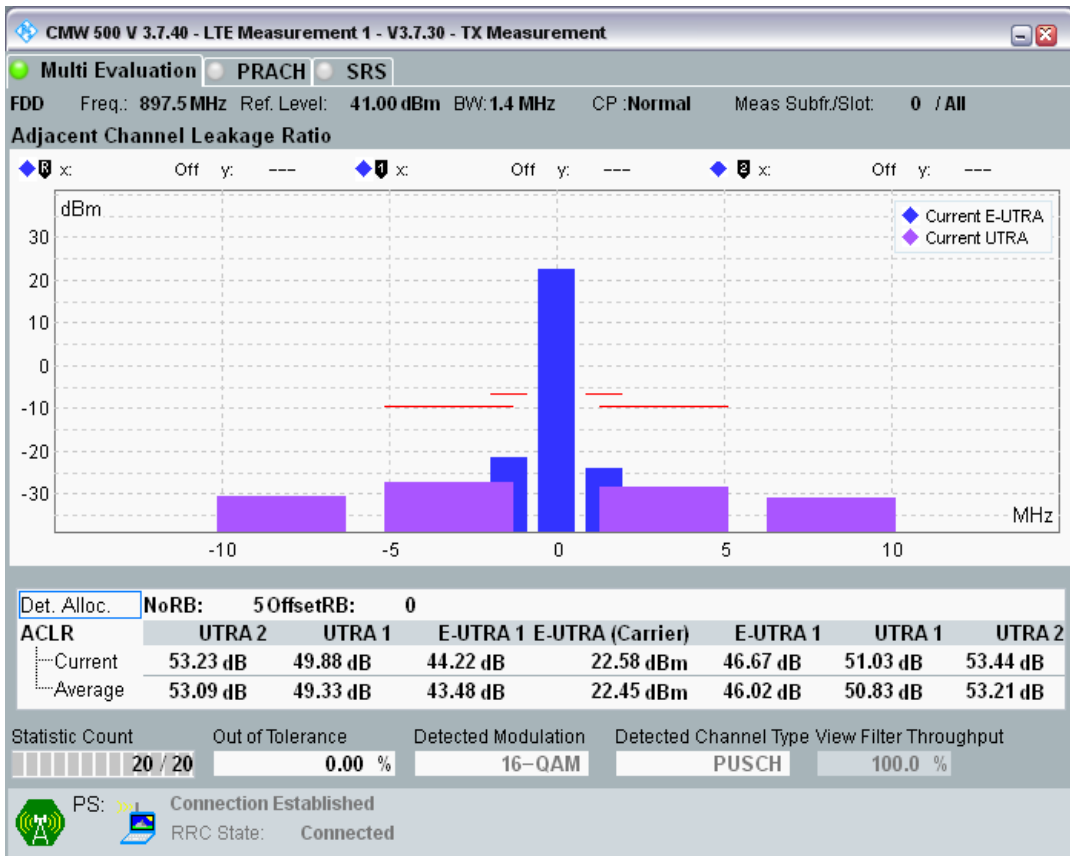 CMW 500 V 3.7.40 - LTE Measurement 1 - V3.7.30 - TX Measurement
Multi Evaluation PRACH SRS
FDD Freq.: 897.5 MHz Ref. Level: 41.00 dBm BW: 1.4 MHz CP :Normal Meas Subfr./Slot: 0 / All
Adjacent Channel Leakage Ratio
R x: Off y: --- 1 x: Off y: --- 2 x: Off y: ---
dBm
Current E-UTRA
Current UTRA
30
20
10
0
-10
-20
-30
MHz
-10 -5 0 5 10
Det. Alloc. NoRB: 5 OffsetRB: 0
ACLR UTRA 2 UTRA 1 E-UTRA 1 E-UTRA (Carrier) E-UTRA 1 UTRA 1 UTRA 2
Current 53.23 dB 49.88 dB 44.22 dB 22.58 dBm 46.67 dB 51.03 dB 53.44 dB
Average 53.09 dB 49.33 dB 43.48 dB 22.45 dBm 46.02 dB 50.83 dB 53.21 dB
Statistic Count Out of Tolerance Detected Modulation Detected Channel Type View Filter Throughput
20 / 20 0.00 % 16-QAM PUSCH 100.0 %
PS: Connection Established
RRC State: Connected